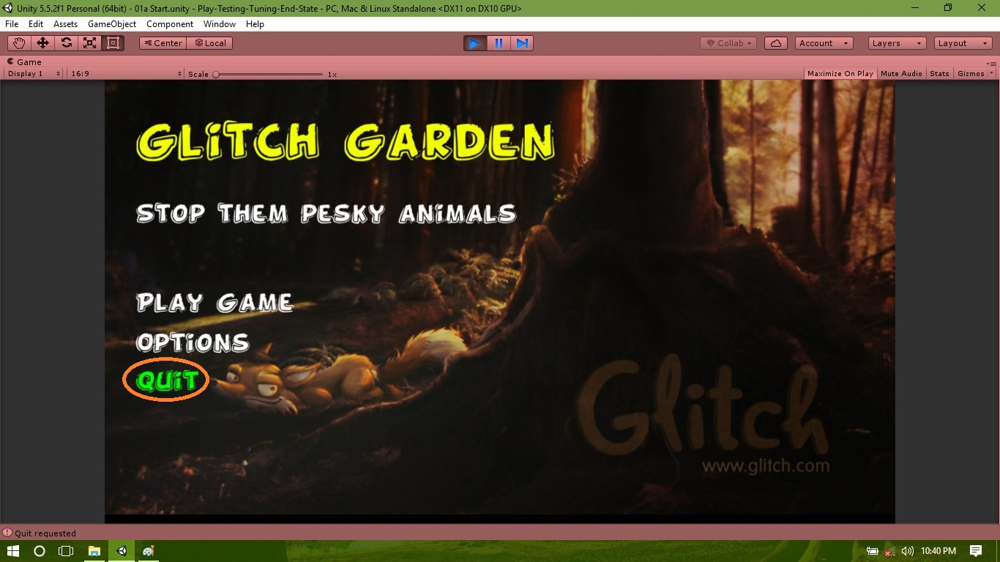 Unity 5.5.2f1 Personal (64bit) - 01a Start.unity - Play-Testing-Tuning-End-State - PC, Mac & Linux Standalone <DX11 on DX10 GPU>
File Edit Assets GameObject Component Window Help
Center Local Collab Account Layers Layout
Game
Display 1 16:9 Scale 1x Maximize On Play Mute Audio Stats Gizmos
GLiTCH GARDEN
STOP THEM PESKY ANiMALS
PLAY GAME
OPTiONS
QUiT
Glitch
www.glitch.com
Quit requested
10:40 PM